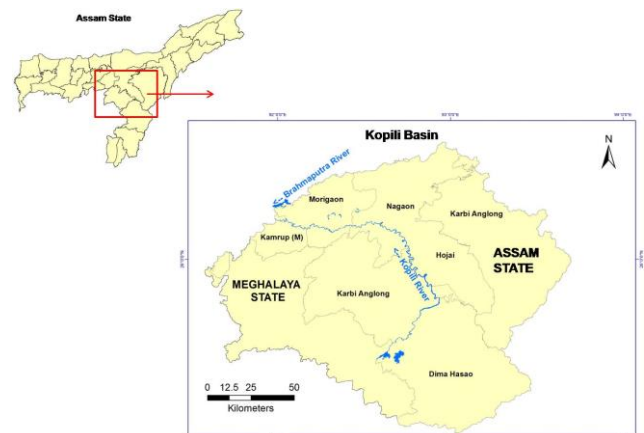 Assam State
Kopili Basin
N
Brahmaputra River
Morigaon
Nagaon
Karbi Anglong
Kamrup (M)
Kopili River
Hojai
ASSAM
STATE
MEGHALAYA
STATE
Karbi Anglong
Dima Hasao
0 12.5 25 50
Kilometers